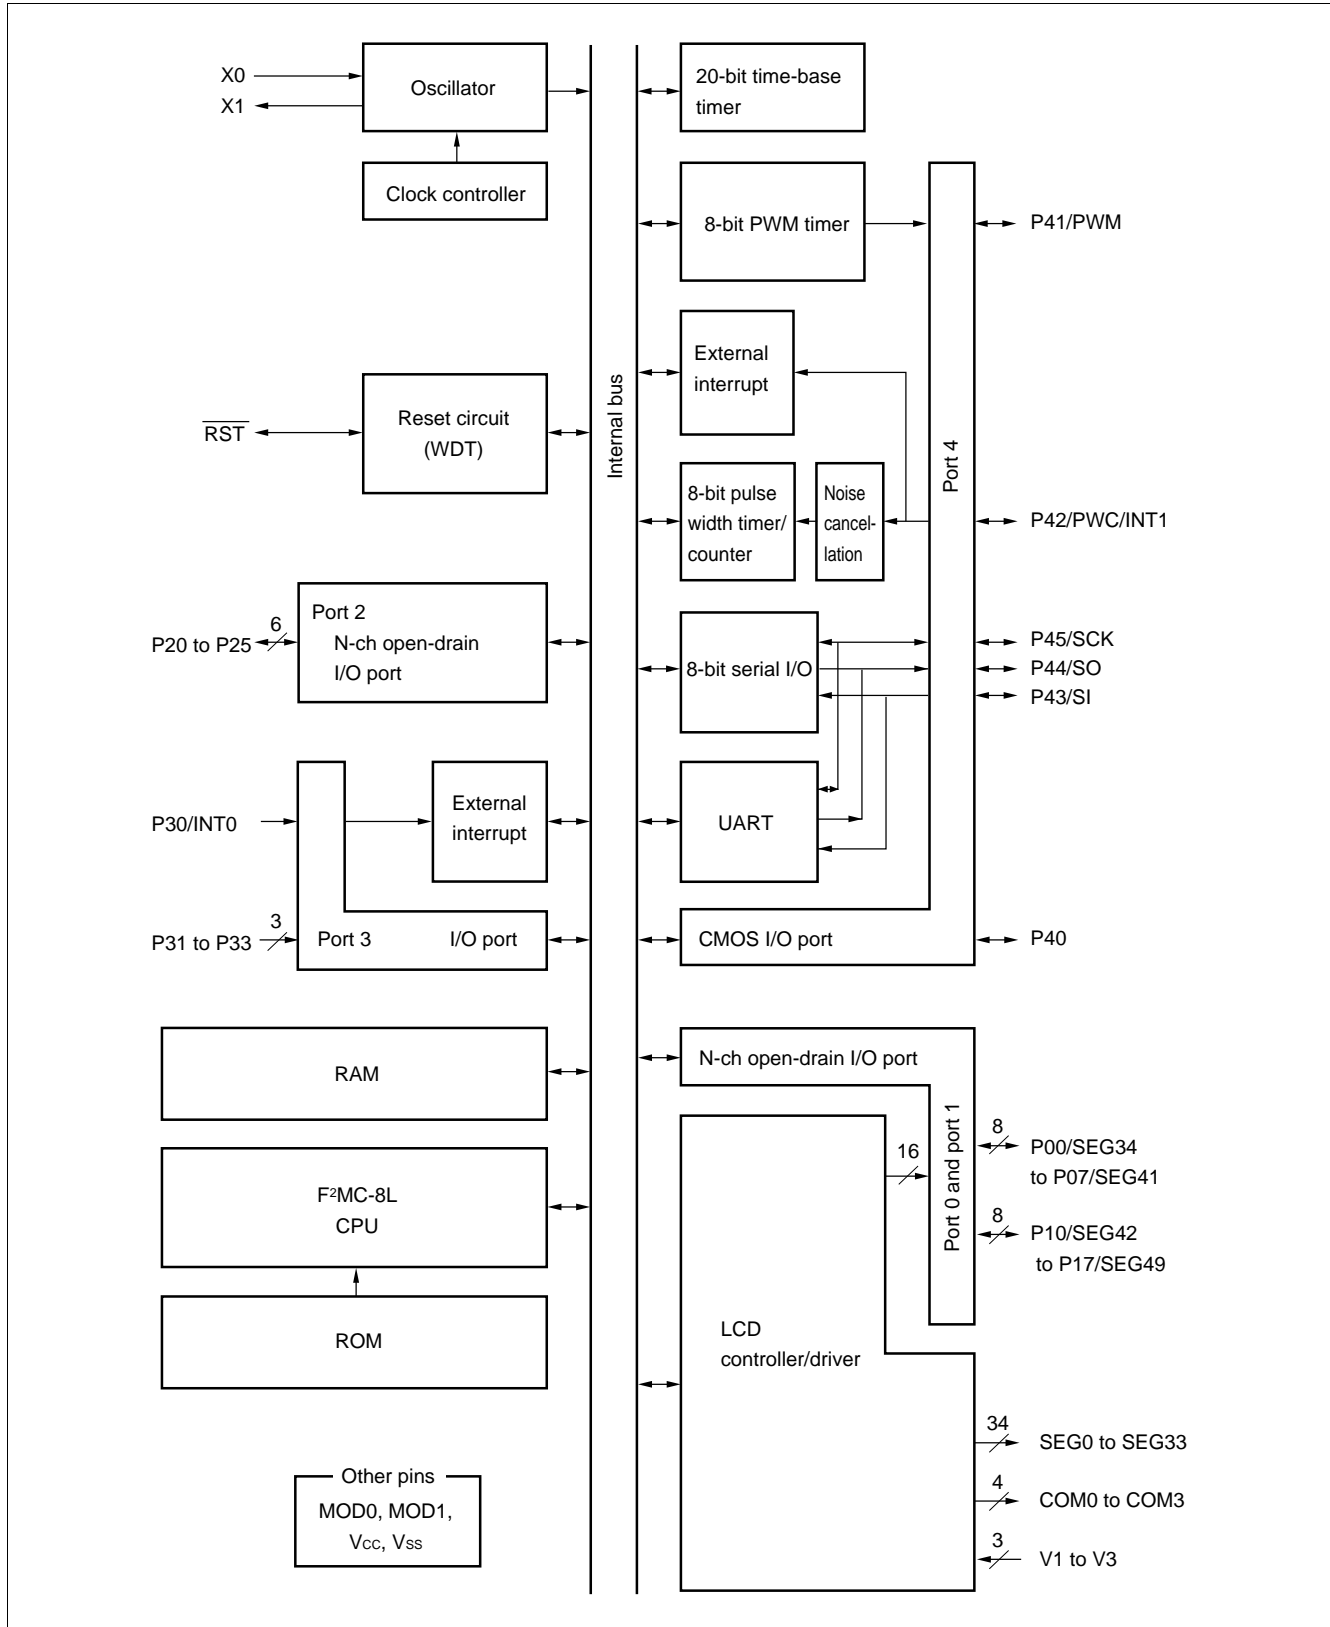 X0
X1
Oscillator
Clock controller
20-bit time-base
timer
8-bit PWM timer
P41/PWM
External
interrupt
RST
Reset circuit
(WDT)
Internal bus
Port 4
8-bit pulse
width timer/
counter
Noise
cancel-
lation
P42/PWC/INT1
P20 to P25
6
Port 2
N-ch open-drain
I/O port
8-bit serial I/O
P45/SCK
P44/SO
P43/SI
P30/INT0
External
interrupt
UART
P31 to P33
3
Port 3
I/O port
CMOS I/O port
P40
RAM
N-ch open-drain I/O port
Port 0 and port 1
16
8
P00/SEG34
to P07/SEG41
8
P10/SEG42
to P17/SEG49
F²MC-8L
CPU
ROM
LCD
controller/driver
34
SEG0 to SEG33
4
COM0 to COM3
3
V1 to V3
Other pins
MOD0, MOD1,
VCC, VSS